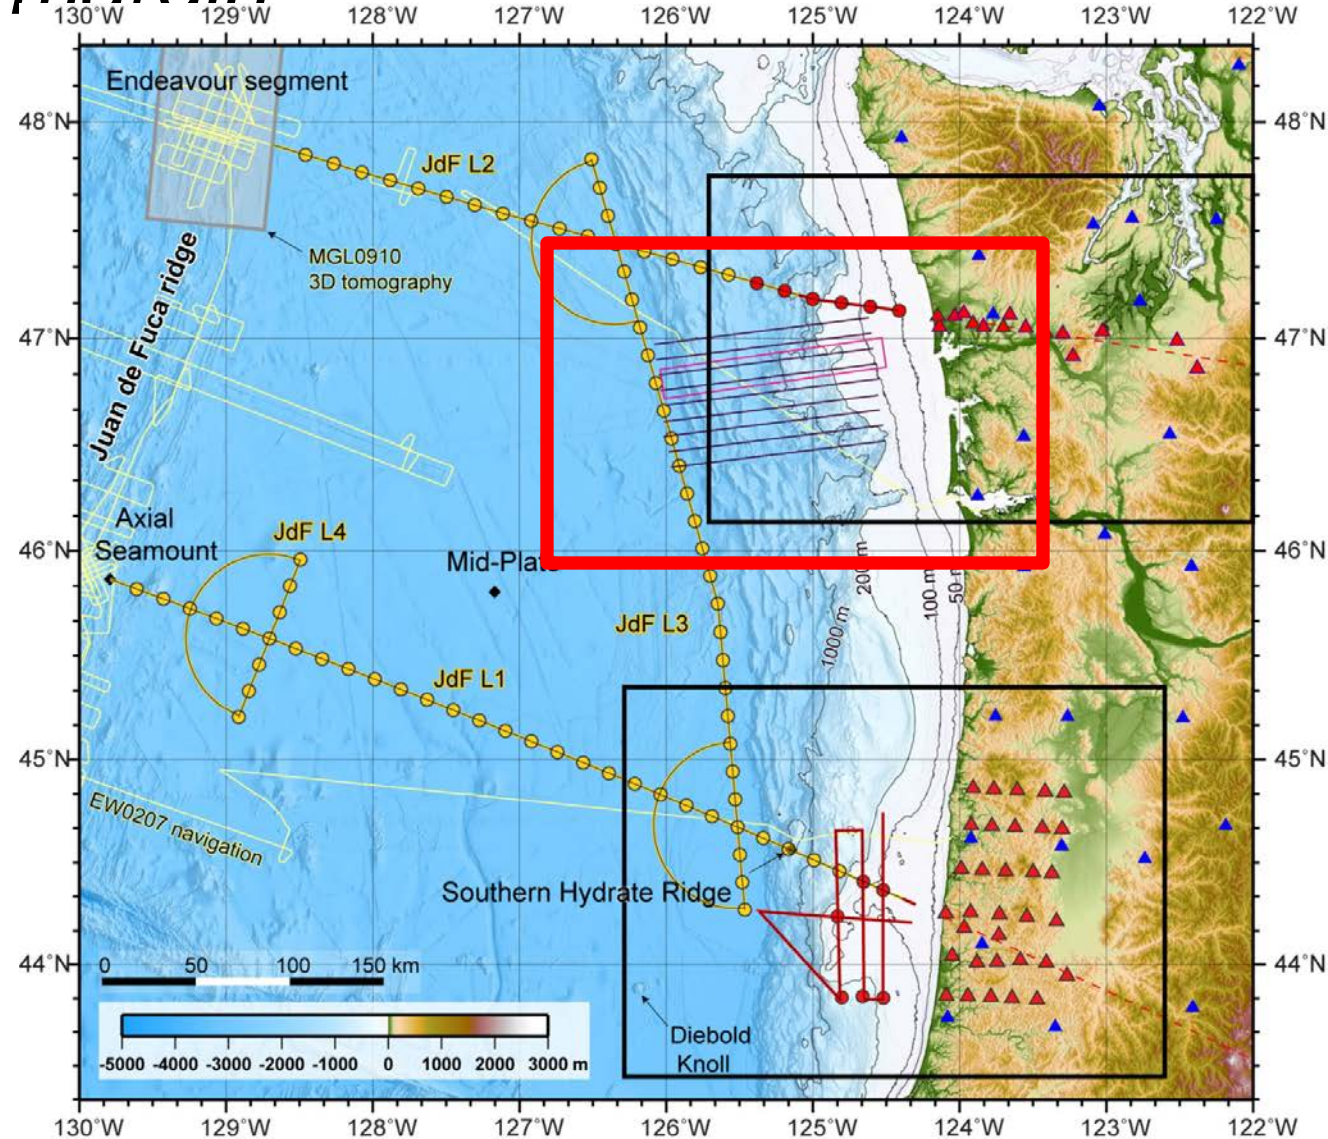 130°W 129°W 128°W 127°W 126°W 125°W 124°W 123°W 122°W
Endeavour segment
48°N 48°N
JdF L2
MGL0910
3D tomography
Juan de Fuca ridge
47°N 47°N
Axial
Seamount
JdF L4
46°N 46°N
200 m
100 m
1000 m
JdF L3
JdF L1
45°N 45°N
EW0207 navigation
Southern Hydrate Ridge
44°N 44°N
0 50 100 150 km
Diebold
Knoll
-5000 -4000 -3000 -2000 -1000 0 1000 2000 3000 m
130°W 129°W 128°W 127°W 126°W 125°W 124°W 123°W 122°W